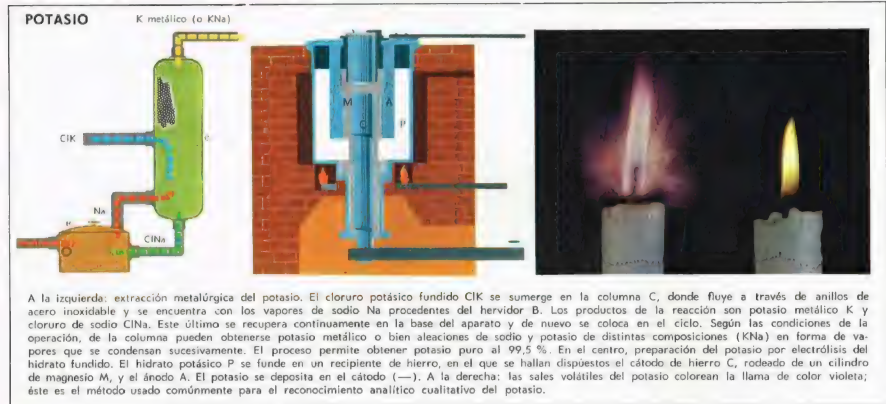 POTASIO
K metálico (o KNa)
ClK
C
Na
B
ClNa
M
A
C
P
A la izquierda: extracción metalúrgica del potasio. El cloruro potásico fundido ClK se sumerge en la columna C, donde fluye a través de anillos de
acero inoxidable y se encuentra con los vapores de sodio Na procedentes del hervidor B. Los productos de la reacción son potasio metálico K y
cloruro de sodio ClNa. Este último se recupera continuamente en la base del aparato y de nuevo se coloca en el ciclo. Según las condiciones de la
operación, de la columna pueden obtenerse potasio metálico o bien aleaciones de sodio y potasio de distintas composiciones (KNa) en forma de va-
pores que se condensan sucesivamente. El proceso permite obtener potasio puro al 99,5 %. En el centro, preparación del potasio por electrólisis del
hidrato fundido. El hidrato potásico P se funde en un recipiente de hierro, en el que se hallan dispuestos el cátodo de hierro C, rodeado de un cilindro
de magnesio M, y el ánodo A. El potasio se deposita en el cátodo (—). A la derecha: las sales volátiles del potasio colorean la llama de color violeta;
éste es el método usado comúnmente para el reconocimiento analítico cualitativo del potasio.